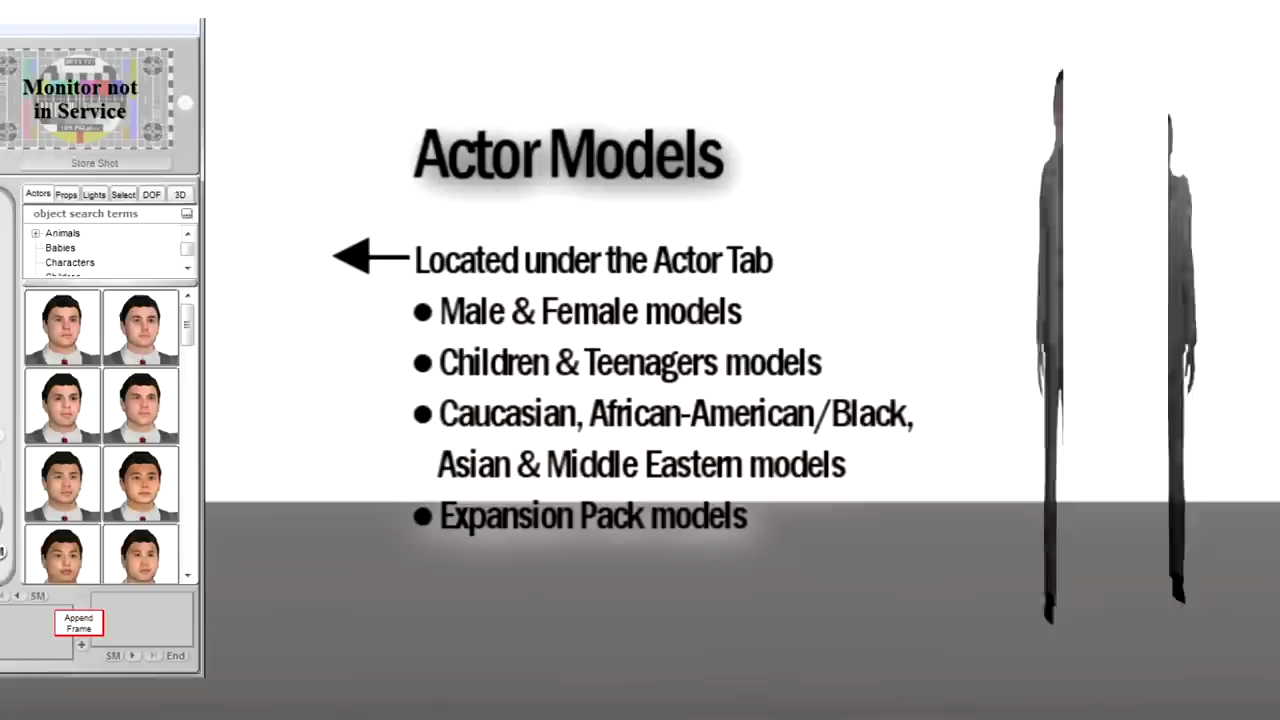 Monitor not
in Service
Store Shot
Actors Props Lights Select DOF 3D
object search terms
Animals
Babies
Characters
Actor Models
Located under the Actor Tab
● Male & Female models
● Children & Teenagers models
● Caucasian, African-American/Black,
Asian & Middle Eastern models
● Expansion Pack models
SM
Append
Frame
SM End